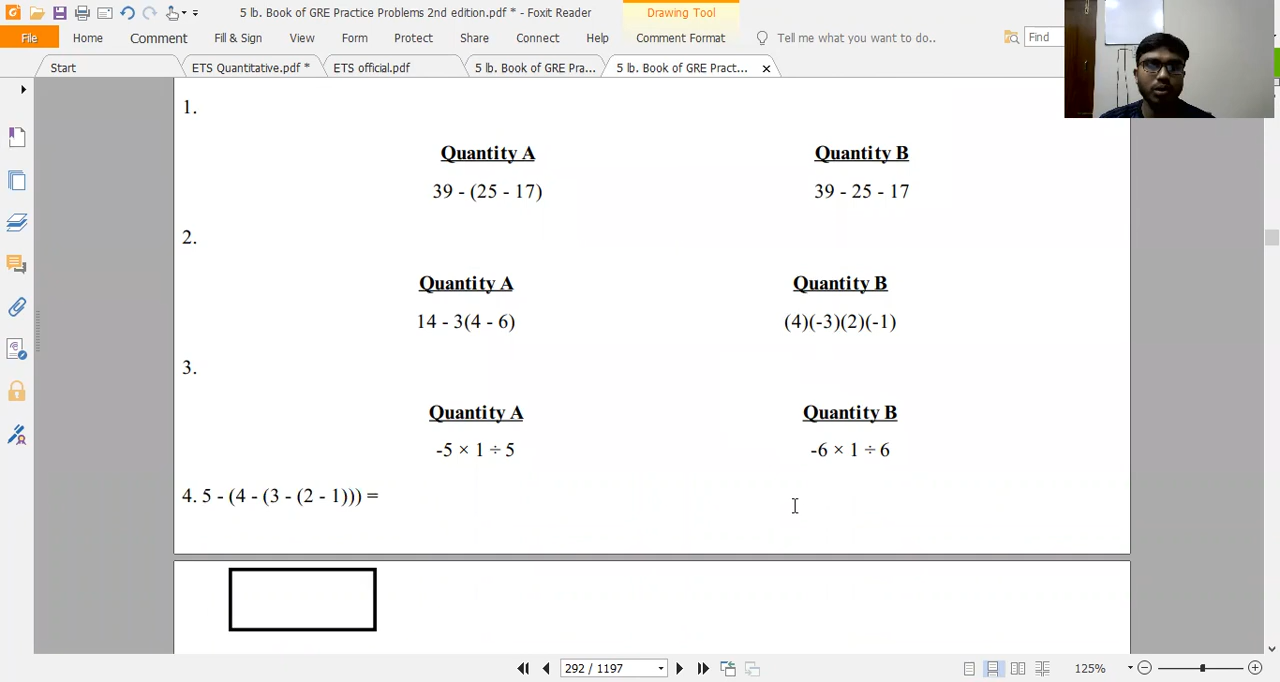 5 lb. Book of GRE Practice Problems 2nd edition.pdf * - Foxit Reader
Drawing Tool
File Home Comment Fill & Sign View Form Protect Share Connect Help Comment Format Tell me what you want to do.. Find
Start ETS Quantitative.pdf * ETS official.pdf 5 lb. Book of GRE Pra... 5 lb. Book of GRE Pract...
1.
Quantity A Quantity B
39 - (25 - 17) 39 - 25 - 17
2.
Quantity A Quantity B
14 - 3(4 - 6) (4)(-3)(2)(-1)
3.
Quantity A Quantity B
-5 × 1 ÷ 5 -6 × 1 ÷ 6
4. 5 - (4 - (3 - (2 - 1))) =
292 / 1197 125%